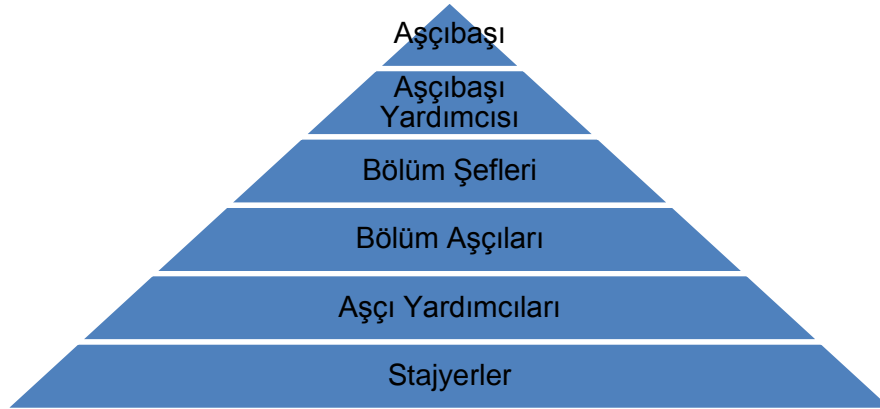 Aşçıbaşı
Aşçıbaşı
Yardımcısı
Bölüm Şefleri
Bölüm Aşçıları
Aşçı Yardımcıları
Stajyerler